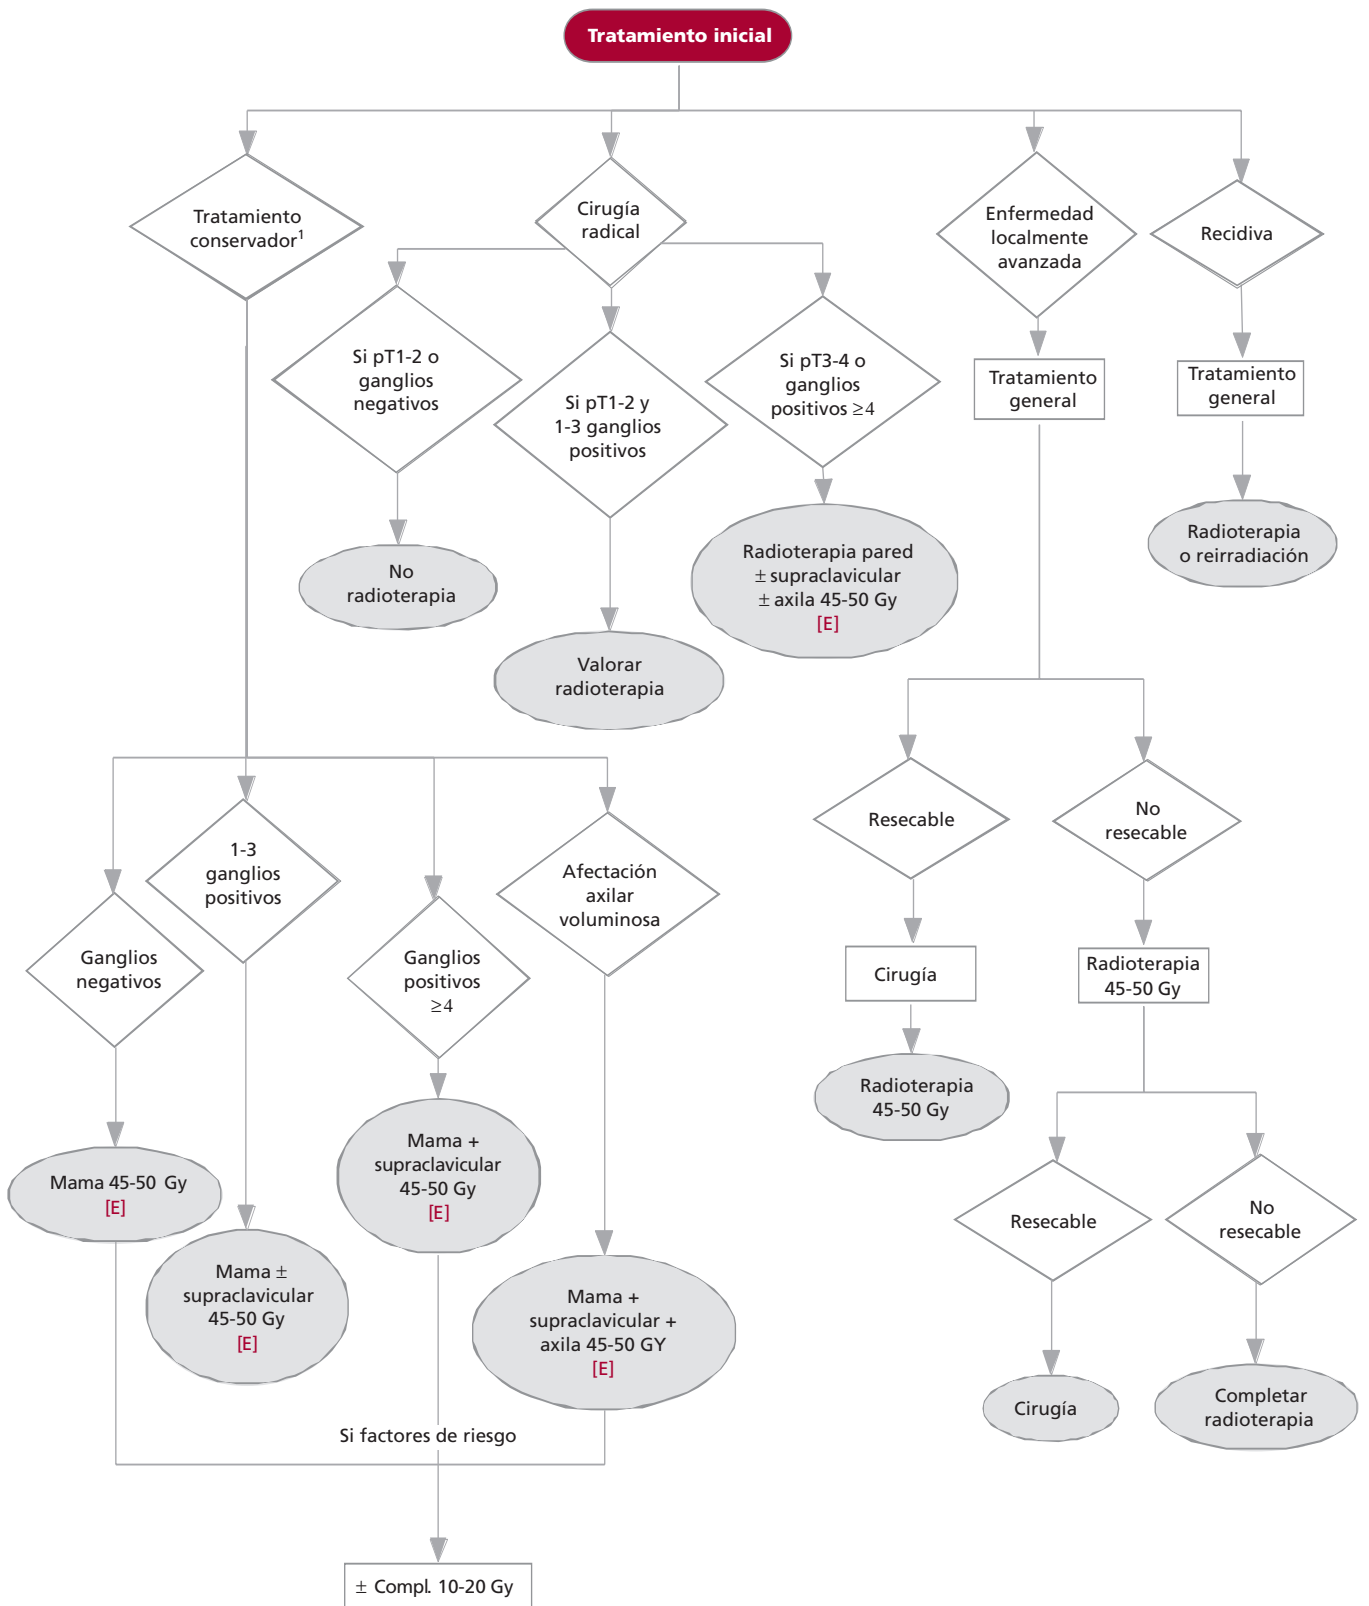 Tratamiento inicial
Tratamiento
conservador¹
Cirugía
radical
Enfermedad
localmente
avanzada
Recidiva
Si pT1-2 o
ganglios
negativos
Si pT1-2 y
1-3 ganglios
positivos
Si pT3-4 o
ganglios
positivos ≥4
Tratamiento
general
Tratamiento
general
No
radioterapia
Valorar
radioterapia
Radioterapia pared
± supraclavicular
± axila 45-50 Gy
[E]
Radioterapia
o reirradiación
Ganglios
negativos
1-3
ganglios
positivos
Ganglios
positivos
≥4
Afectación
axilar
voluminosa
Resecable
No
resecable
Cirugía
Radioterapia
45-50 Gy
Radioterapia
45-50 Gy
Mama 45-50 Gy
[E]
Mama ±
supraclavicular
45-50 Gy
[E]
Mama +
supraclavicular
45-50 Gy
[E]
Mama +
supraclavicular +
axila 45-50 GY
[E]
Resecable
No
resecable
Cirugía
Completar
radioterapia
Si factores de riesgo
± Compl. 10-20 Gy